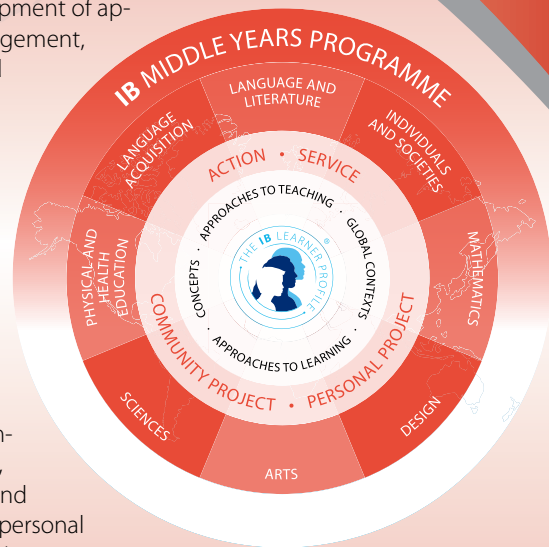 pment of ap-
gement,
IB MIDDLE YEARS PROGRAMME
LANGUAGE AND
LITERATURE
INDIVIDUALS
AND SOCIETIES
MATHEMATICS
DESIGN
ARTS
SCIENCES
PHYSICAL AND
HEALTH
EDUCATION
LANGUAGE
ACQUISITION
ACTION • SERVICE
PERSONAL PROJECT
•
COMMUNITY PROJECT
APPROACHES TO TEACHING ·
GLOBAL CONTEXTS ·
APPROACHES TO LEARNING ·
CONCEPTS ·
THE IB LEARNER PROFILE ®
n-
nd
personal